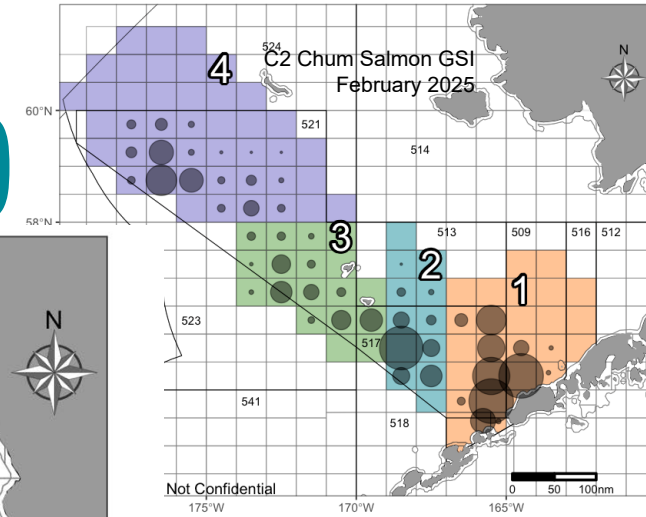 524
C2 Chum Salmon GSI
February 2025
4
N
60°N
521
514
58°N
3
513
509
516
512
2
1
N
523
517
541
518
Not Confidential
0 50 100nm
175°W
170°W
165°W